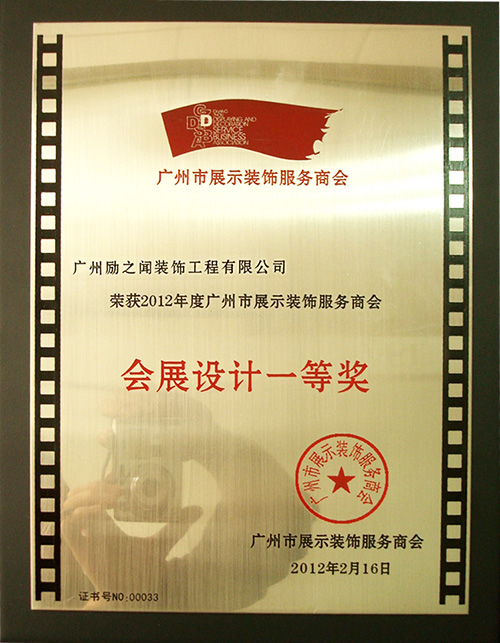 DISPLAYING AND
DECORATION
SERVICE
BUSINESS
ASSOCIATION
广州市展示装饰服务商会
广州励之闻装饰工程有限公司
荣获2012年度广州市展示装饰服务商会
会展设计一等奖
广州市展示装饰服务商会
广州市展示装饰服务商会
2012年2月16日
证书号NO:00033